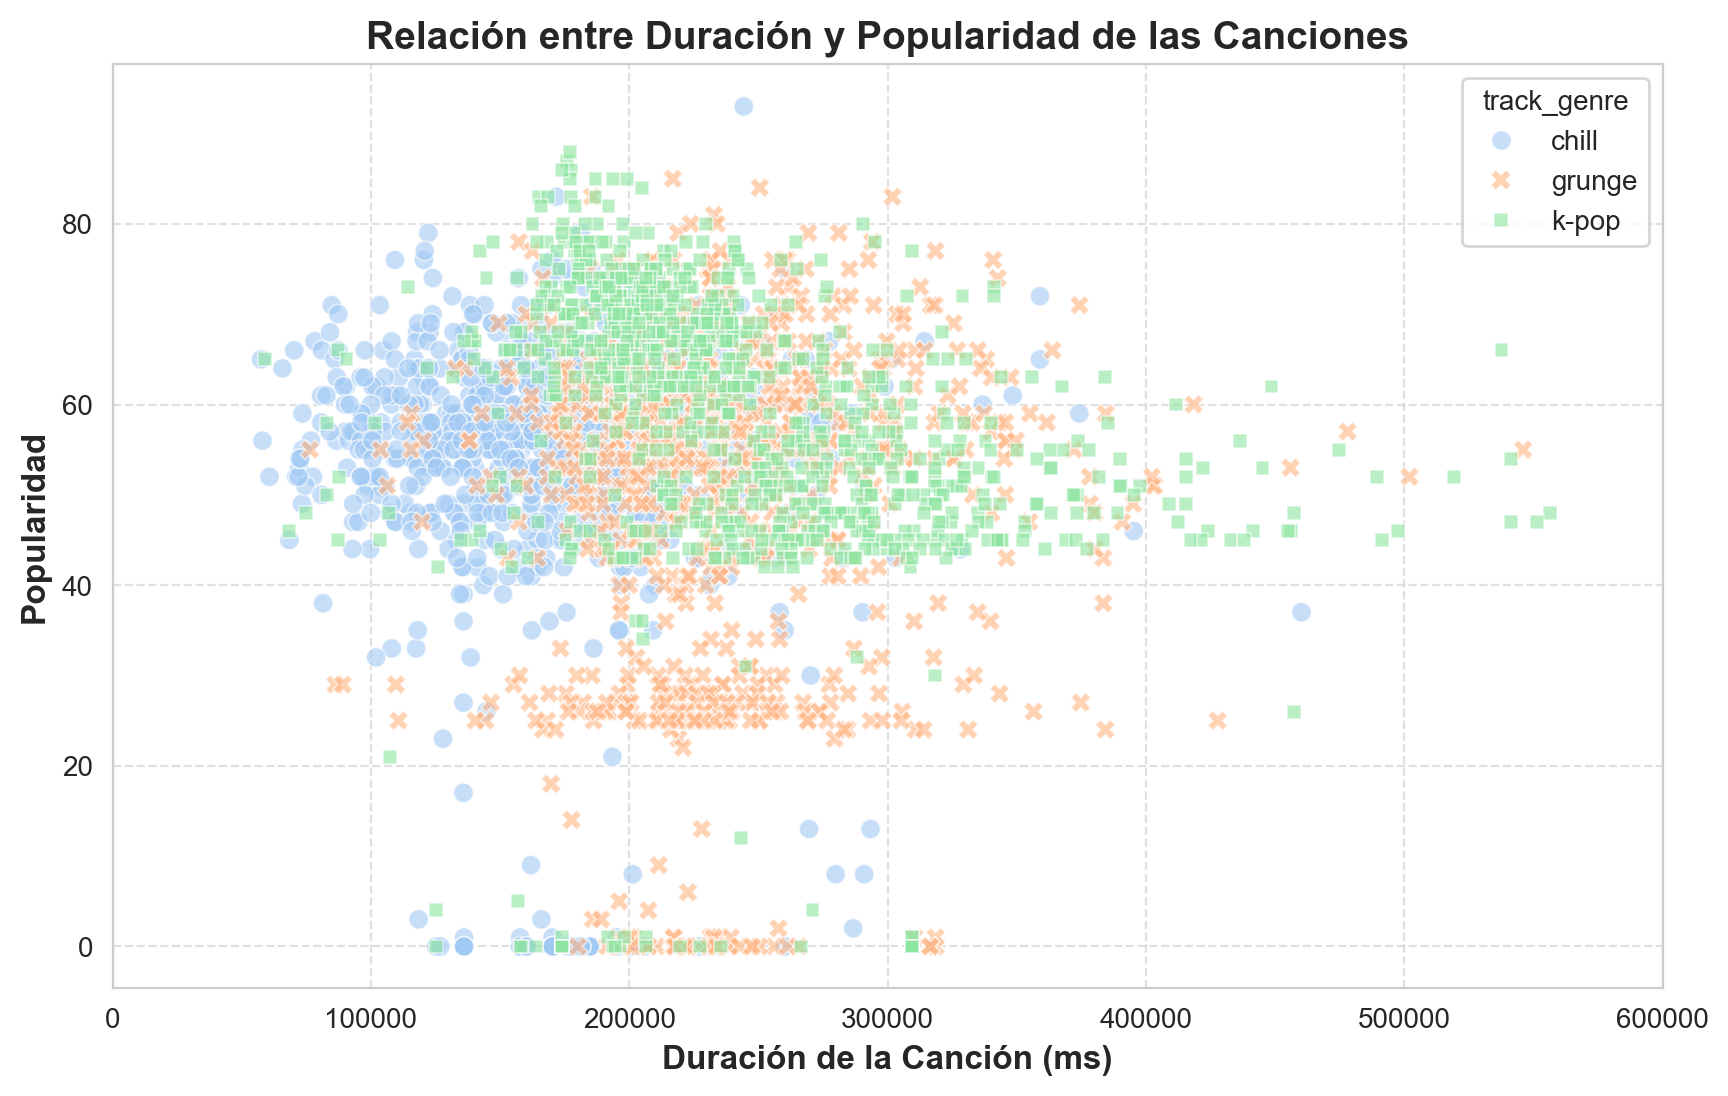 Relación entre Duración y Popularidad de las Canciones
track_genre
chill
grunge
k-pop
Popularidad
80
60
40
20
0
0 100000 200000 300000 400000 500000 600000
Duración de la Canción (ms)